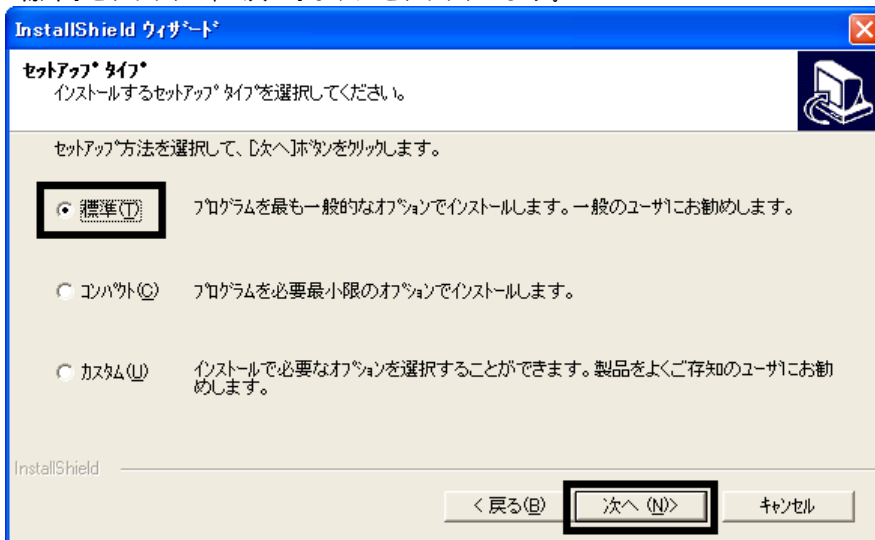 InstallShield ウィザード
セットアップ タイプ
インストールするセットアップ タイプを選択してください。
セットアップ方法を選択して、[次へ]ボタンをクリックします。
標準(T)
プログラムを最も一般的なオプションでインストールします。一般のユーザにお勧めします。
コンパクト(C)
プログラムを必要最小限のオプションでインストールします。
カスタム(U)
インストールで必要なオプションを選択することができます。製品をよくご存知のユーザにお勧
めします。
InstallShield
< 戻る(B)
次へ (N)>
キャンセル